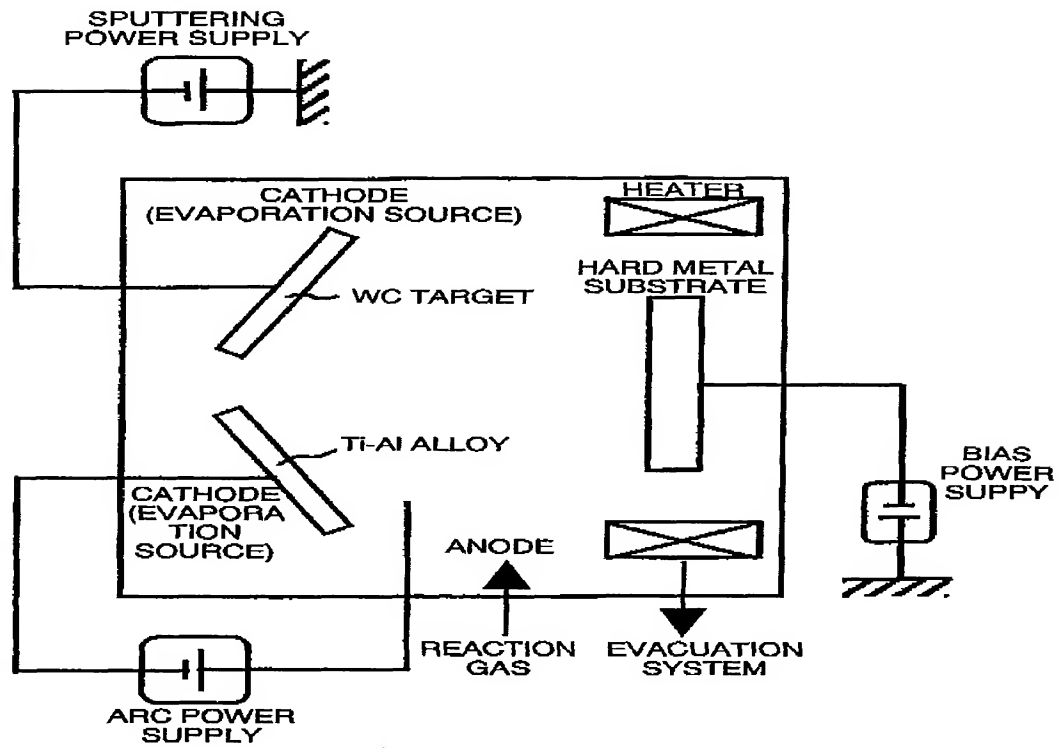 SPUTTERING
POWER SUPPLY
CATHODE
(EVAPORATION SOURCE)
HEATER
WC TARGET
HARD METAL
SUBSTRATE
Ti-Al ALLOY
CATHODE
(EVAPORA
TION
SOURCE)
BIAS
POWER
SUPPY
ANODE
REACTION
GAS
EVACUATION
SYSTEM
ARC POWER
SUPPLY